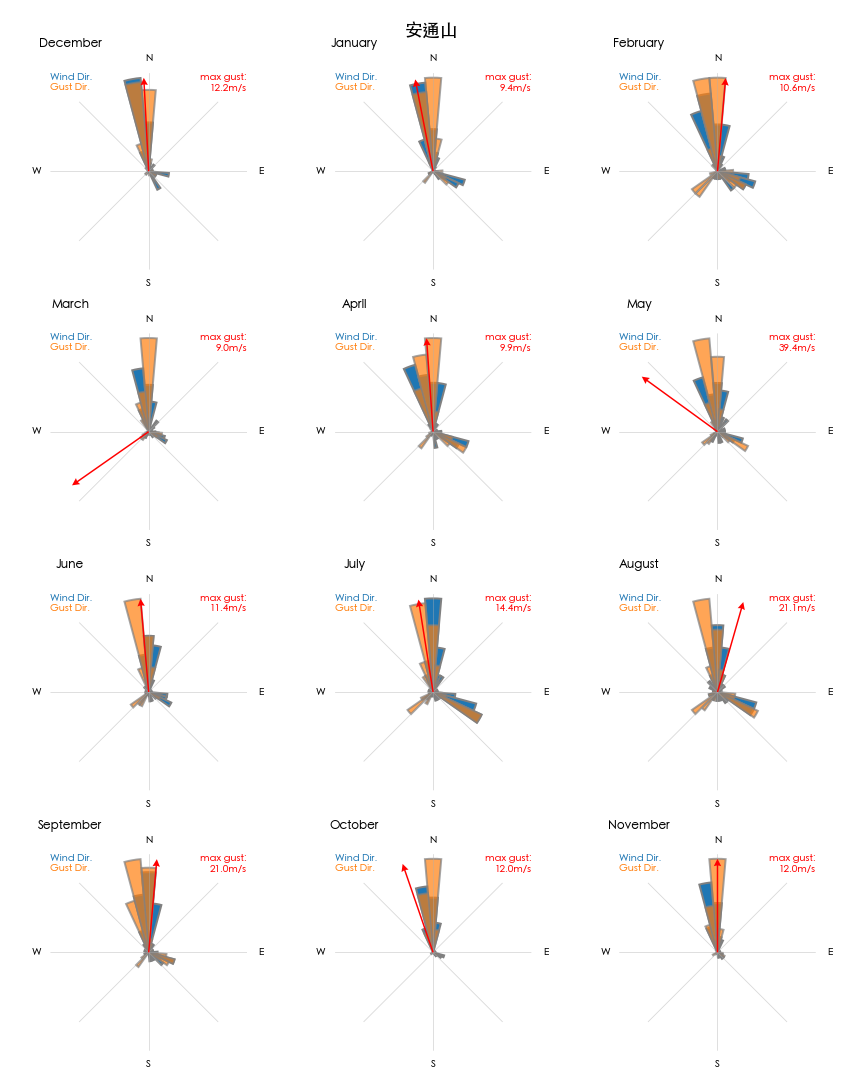 安通山
December
N
Wind Dir.
Gust Dir.
max gust:
12.2m/s
W
E
S
January
N
Wind Dir.
Gust Dir.
max gust:
9.4m/s
W
E
S
February
N
Wind Dir.
Gust Dir.
max gust:
10.6m/s
W
E
S
March
N
Wind Dir.
Gust Dir.
max gust:
9.0m/s
W
E
S
April
N
Wind Dir.
Gust Dir.
max gust:
9.9m/s
W
E
S
May
N
Wind Dir.
Gust Dir.
max gust:
39.4m/s
W
E
S
June
N
Wind Dir.
Gust Dir.
max gust:
11.4m/s
W
E
S
July
N
Wind Dir.
Gust Dir.
max gust:
14.4m/s
W
E
S
August
N
Wind Dir.
Gust Dir.
max gust:
21.1m/s
W
E
S
September
N
Wind Dir.
Gust Dir.
max gust:
21.0m/s
W
E
S
October
N
Wind Dir.
Gust Dir.
max gust:
12.0m/s
W
E
S
November
N
Wind Dir.
Gust Dir.
max gust:
12.0m/s
W
E
S